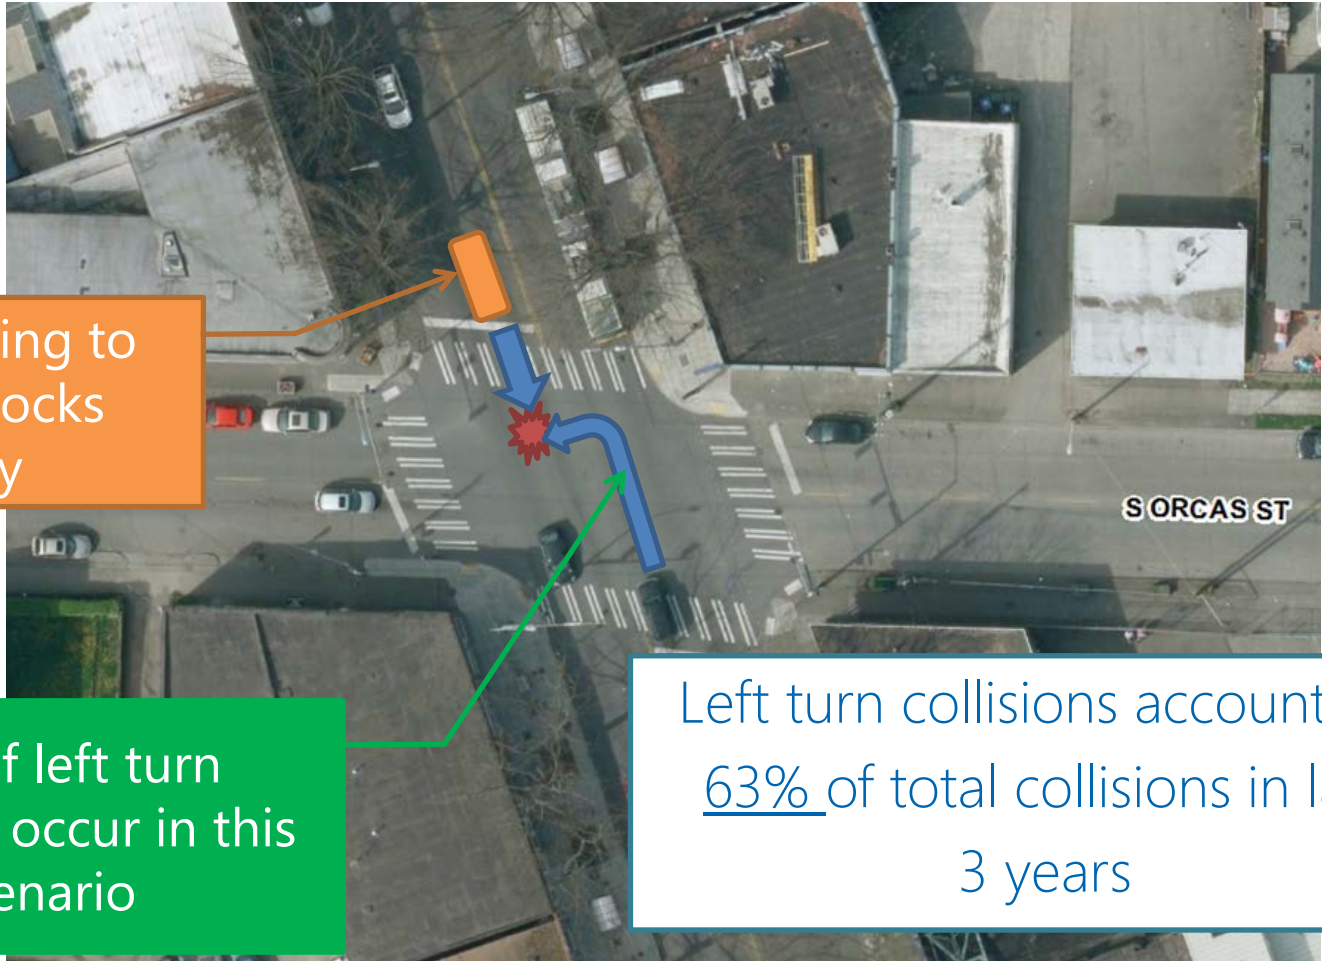 ing to
ocks
y
S ORCAS ST
f left turn
occur in this
enario
Left turn collisions account
63% of total collisions in l
3 years